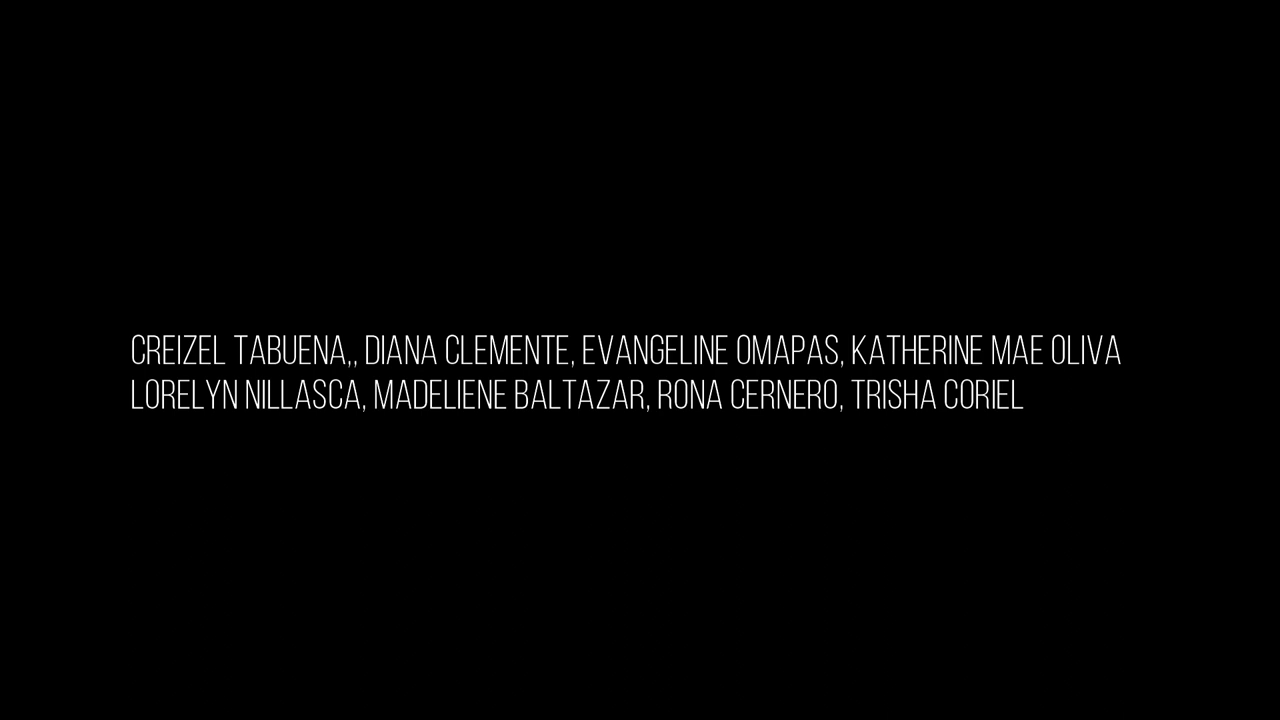 CREIZEL TABUENA,, DIANA CLEMENTE, EVANGELINE OMAPAS, KATHERINE MAE OLIVA
LORELYN NILLASCA, MADELIENE BALTAZAR, RONA CERNERO, TRISHA CORIEL